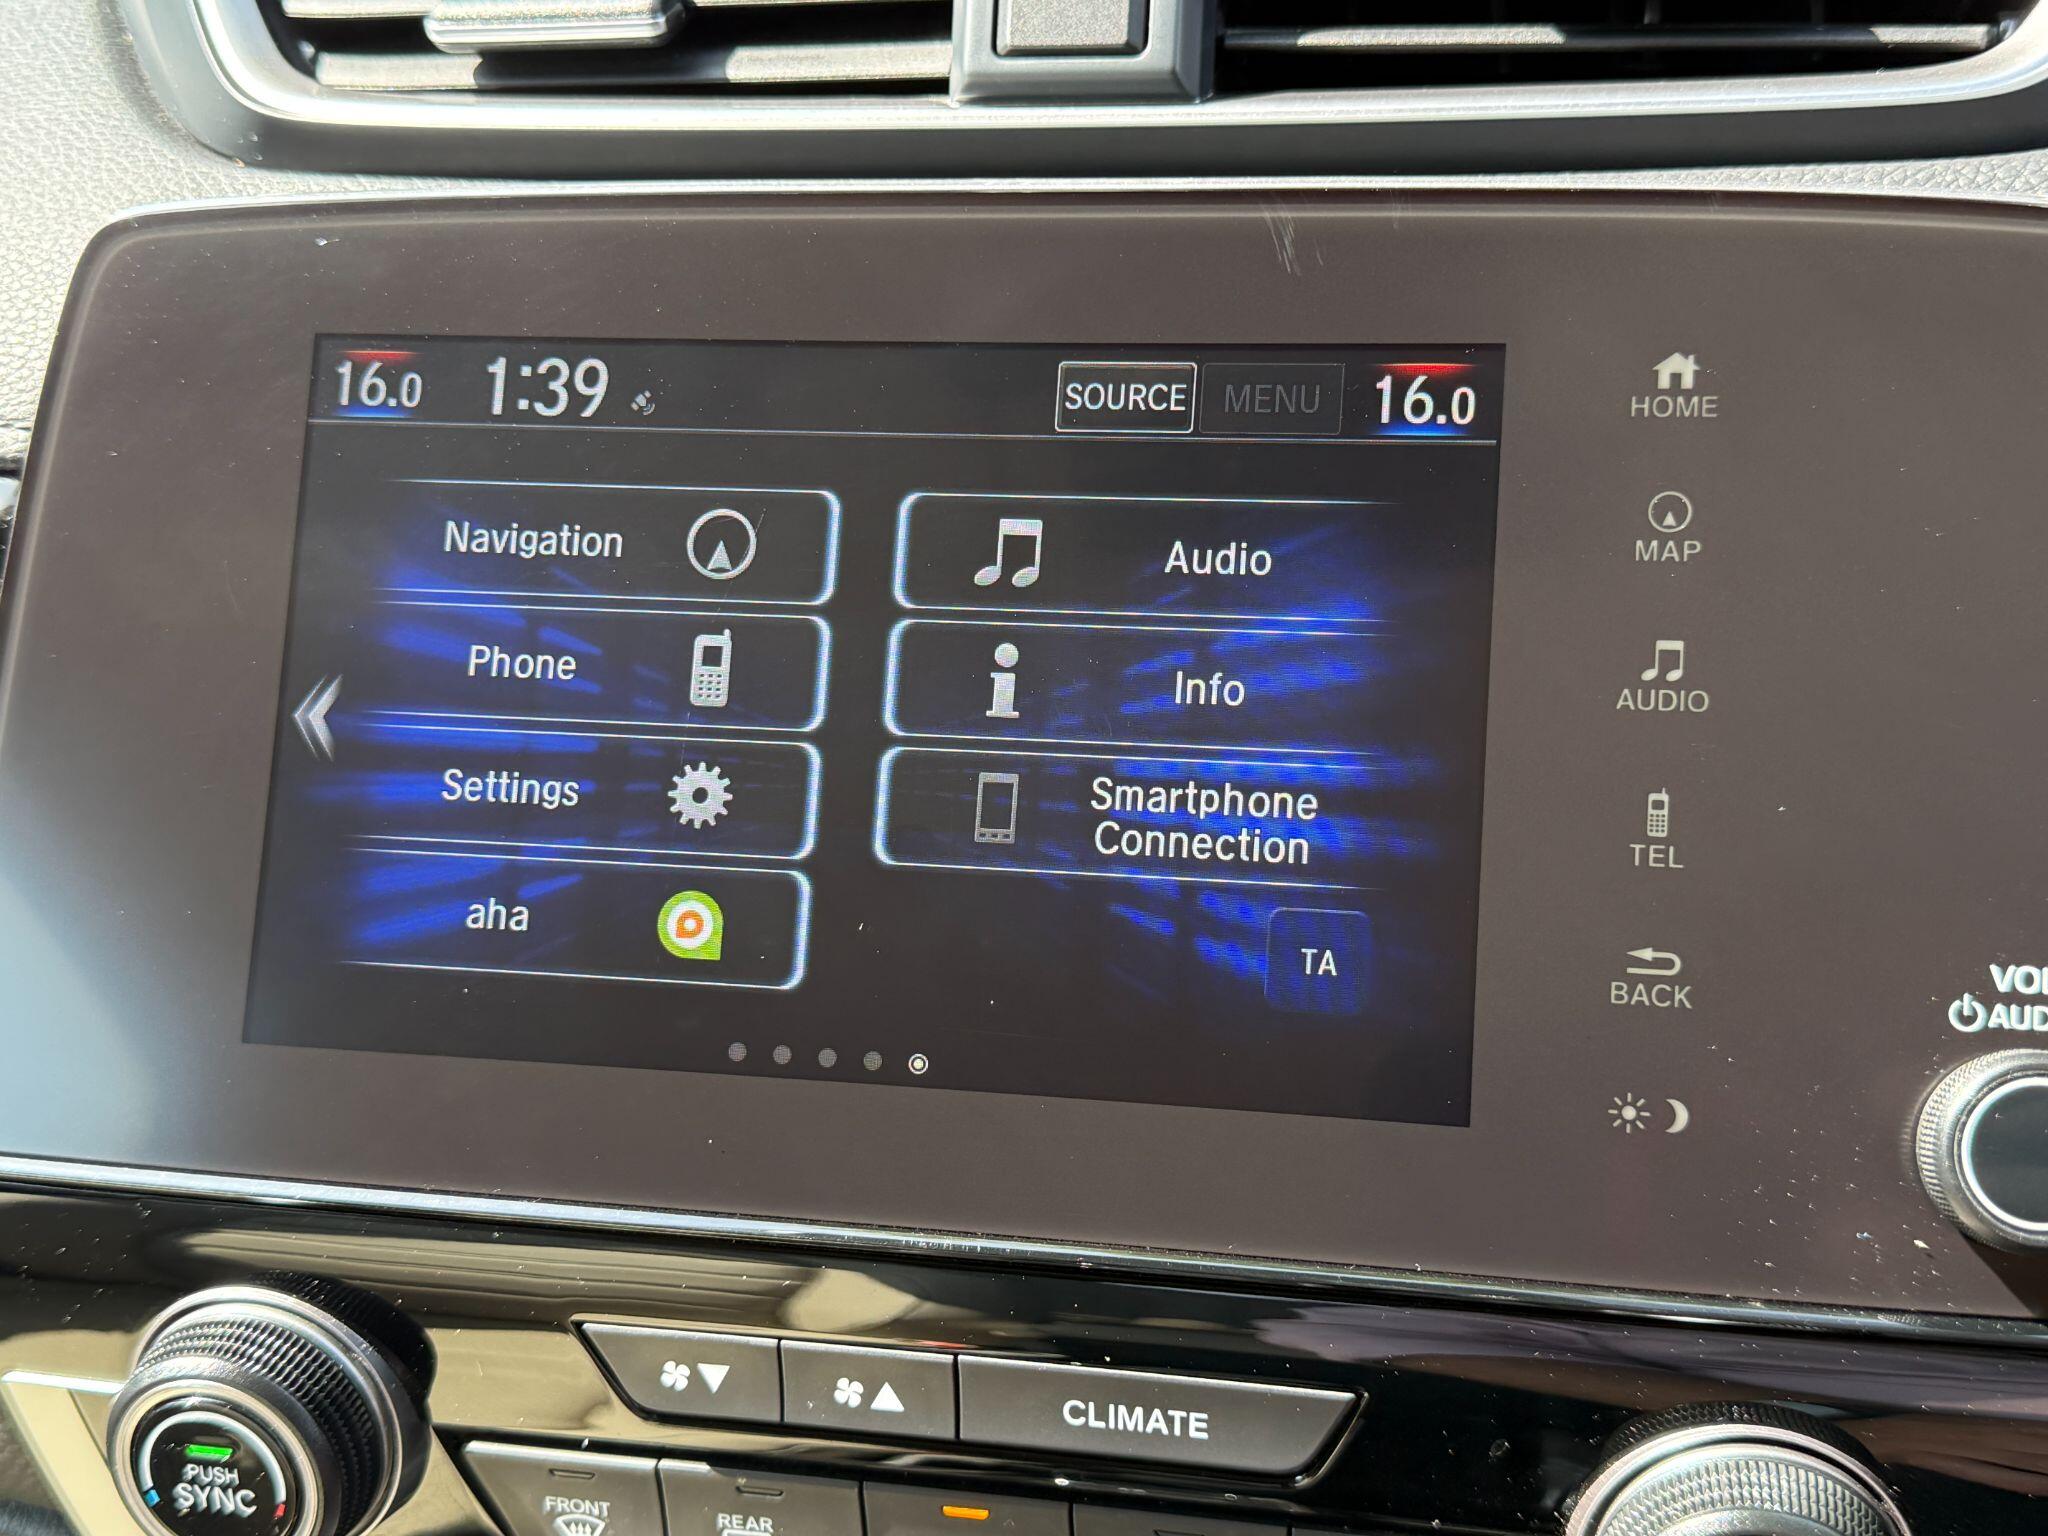 16.0 1:39 SOURCE MENU 16.0
HOME
MAP
AUDIO
TEL
BACK
Navigation
Audio
Phone
Info
Settings
Smartphone
Connection
aha
TA
CLIMATE
PUSH
SYNC
FRONT
REAR